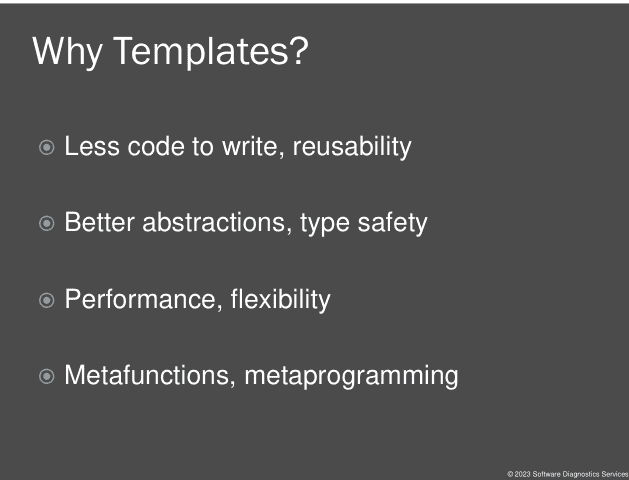 Why Templates?
Less code to write, reusability
Better abstractions, type safety
Performance, flexibility
Metafunctions, metaprogramming
© 2023 Software Diagnostics Services